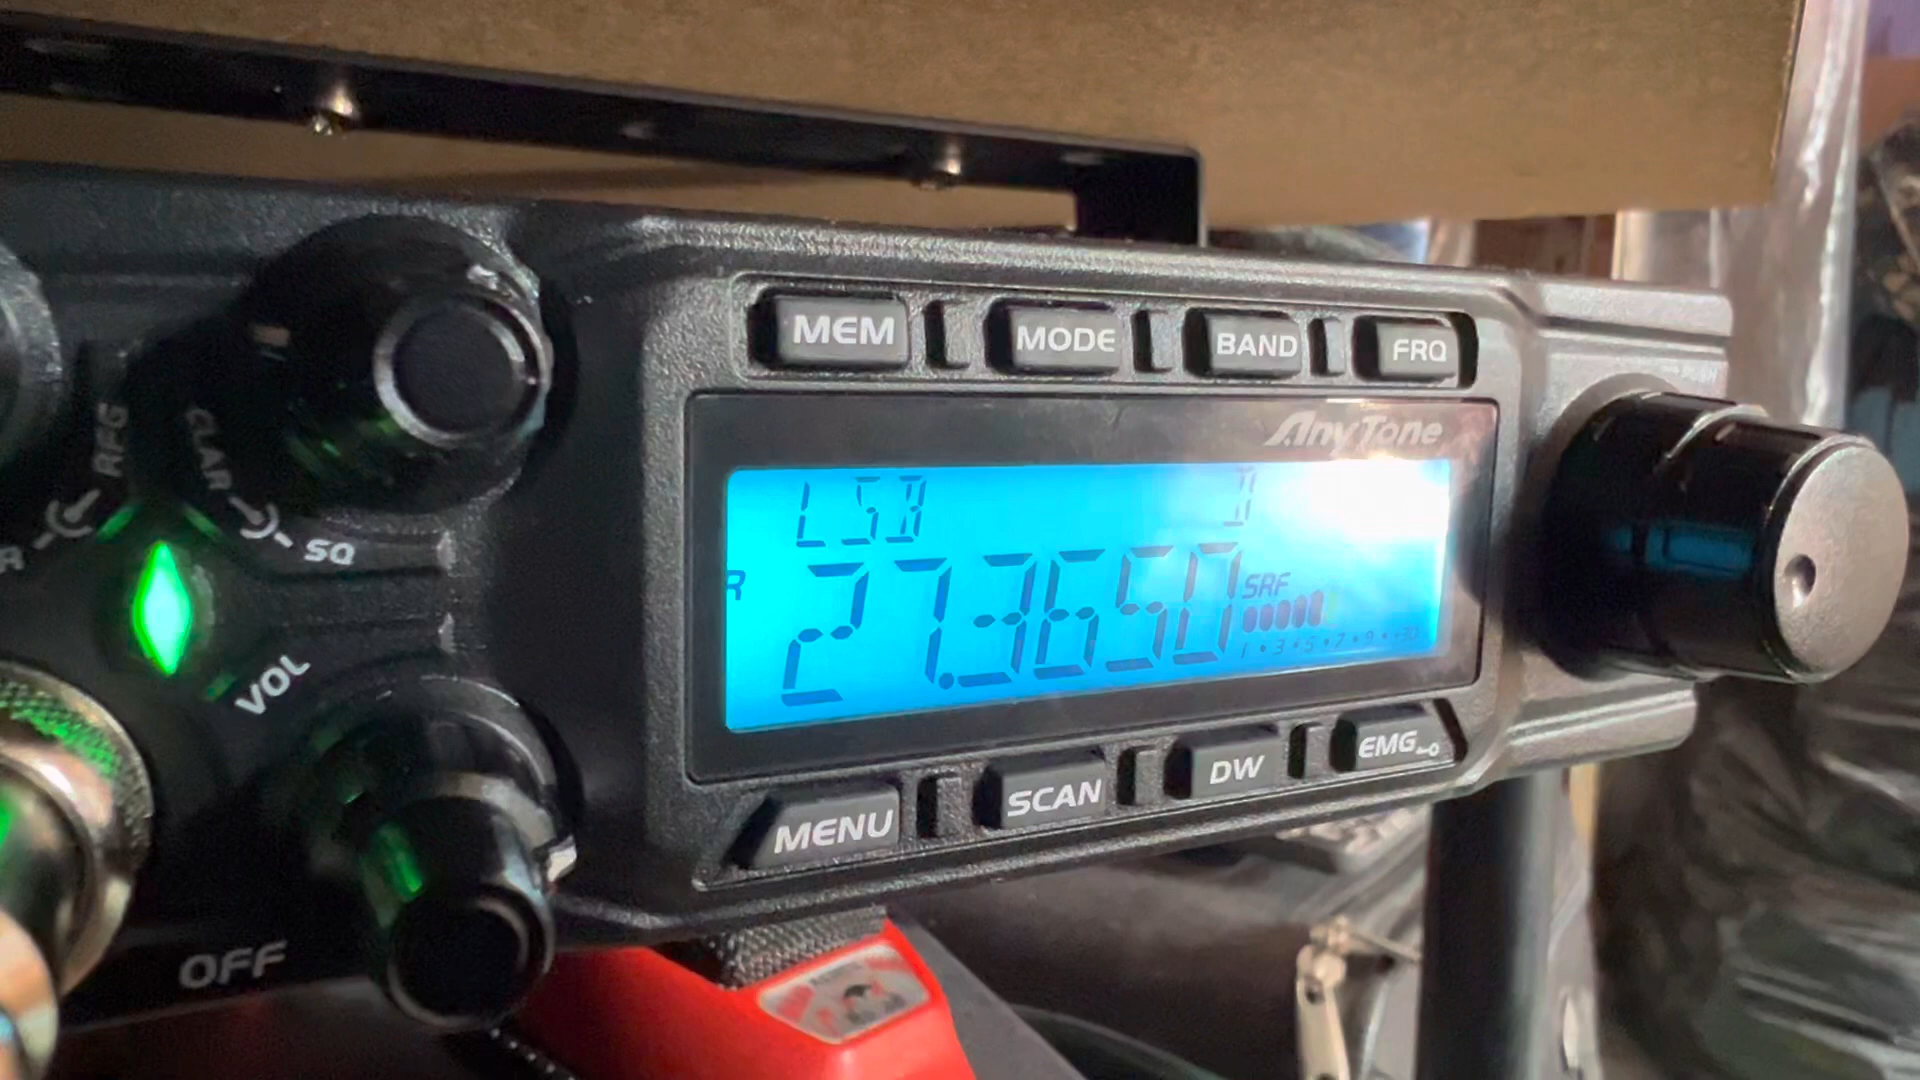 MEM MODE BAND FRQ
AnyTone
LSB D
R 27.3650 SRF
1 • 3 • 5 • 7 • 9 • +30
RFG
CLAR
R SQ
VOL
MENU SCAN DW EMG
OFF